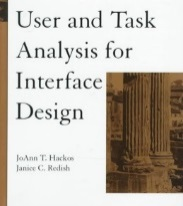 User and Task
Analysis for
Interface
Design
JoAnn T. Hackos
Janice C. Redish